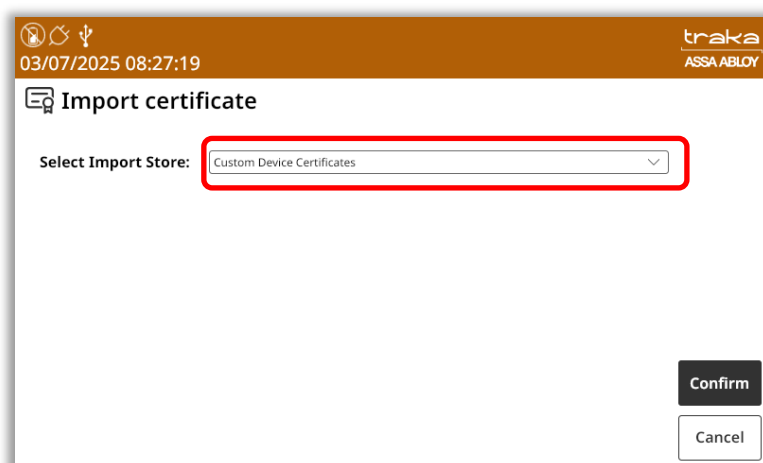 traka
03/07/2025 08:27:19
ASSA ABLOY
Import certificate
Select Import Store: Custom Device Certificates
Confirm
Cancel